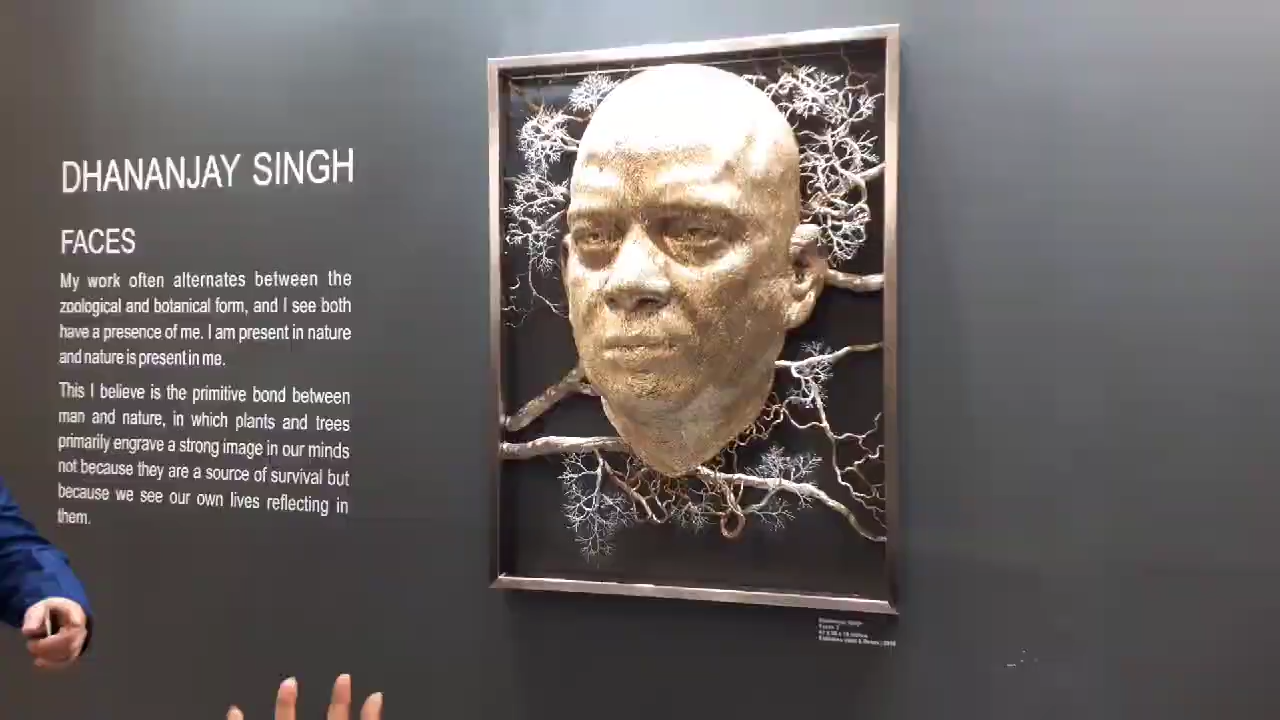 DHANANJAY SINGH
FACES
My work often alternates between the
zoological and botanical form, and I see both
have a presence of me. I am present in nature
and nature is present in me.
This I believe is the primitive bond between
man and nature, in which plants and trees
primarily engrave a strong image in our minds
not because they are a source of survival but
because we see our own lives reflecting in
them.